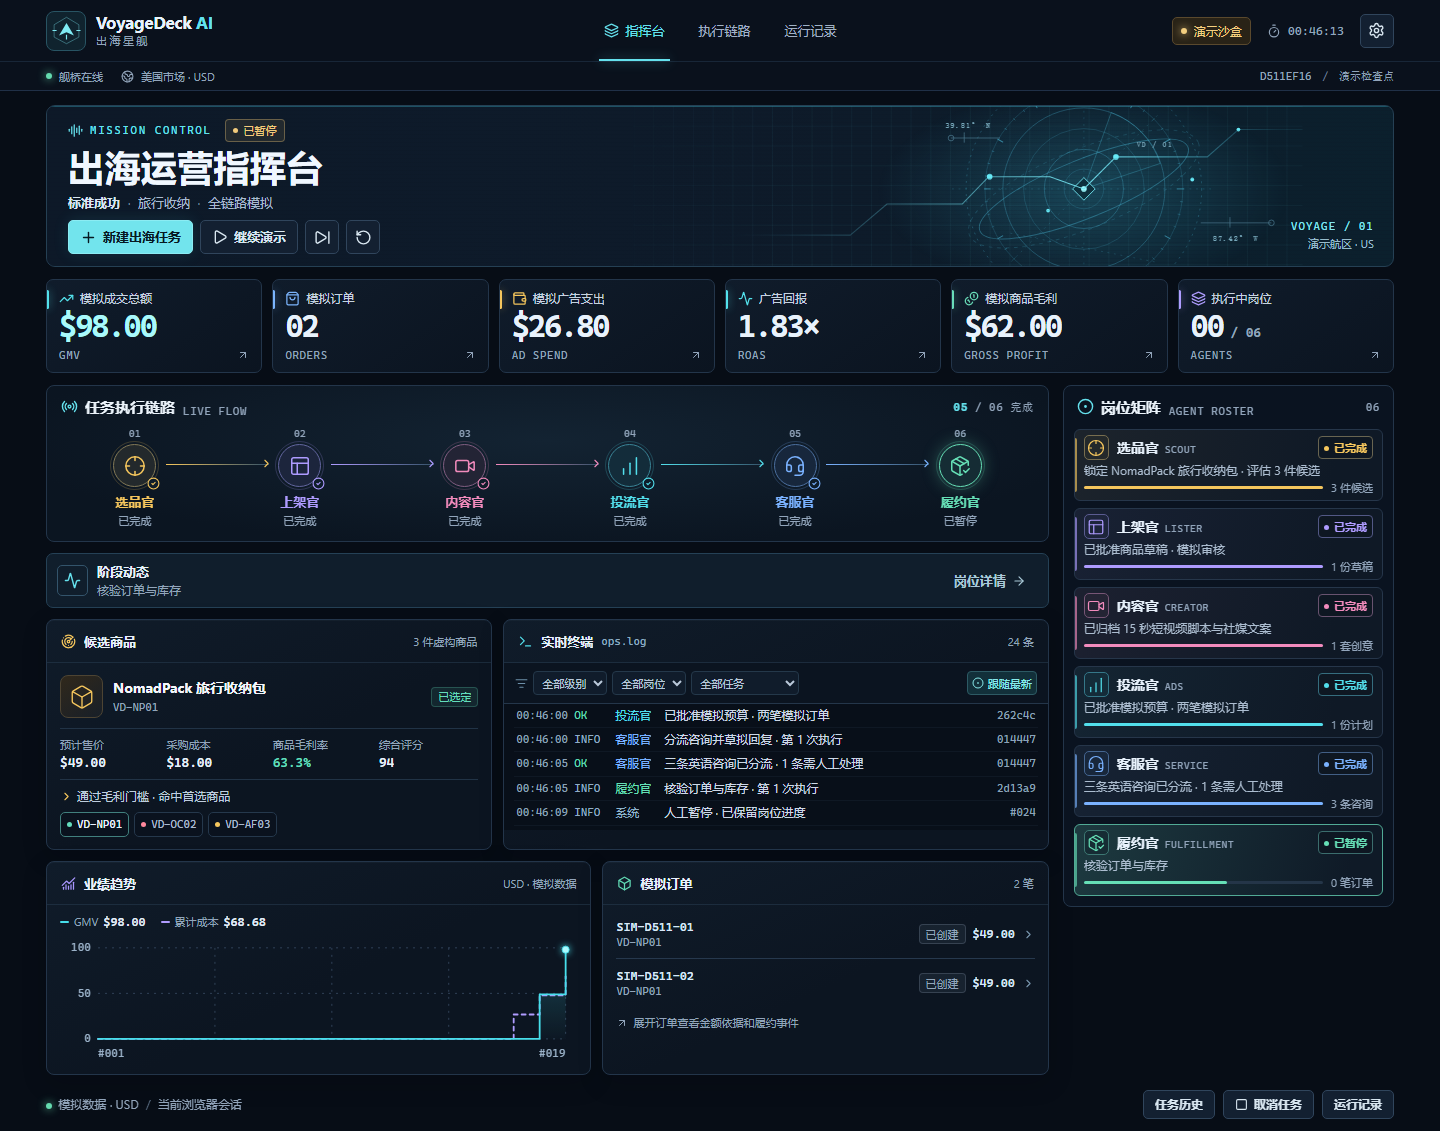 VoyageDeck AI
出海星舰
指挥台
执行链路
运行记录
演示沙盒
00:46:13
舰桥在线
美国市场 · USD
D511EF16 / 演示检查点
MISSION CONTROL
已暂停
出海运营指挥台
标准成功 · 旅行收纳 · 全链路模拟
新建出海任务
继续演示
39.81° N
VD / 01
87.42° W
VOYAGE / 01
演示航区 · US
模拟成交总额
$98.00
GMV
模拟订单
02
ORDERS
模拟广告支出
$26.80
AD SPEND
广告回报
1.83×
ROAS
模拟商品毛利
$62.00
GROSS PROFIT
执行中岗位
00 / 06
AGENTS
任务执行链路 LIVE FLOW
05 / 06 完成
01
选品官
已完成
02
上架官
已完成
03
内容官
已完成
04
投流官
已完成
05
客服官
已完成
06
履约官
已暂停
阶段动态
核验订单与库存
岗位详情
候选商品
3 件虚构商品
NomadPack 旅行收纳包
VD-NP01
已选定
预计售价
$49.00
采购成本
$18.00
商品毛利率
63.3%
综合评分
94
通过毛利门槛 · 命中首选商品
VD-NP01
VD-OC02
VD-AF03
实时终端 ops.log
24 条
全部级别
全部岗位
全部任务
跟随最新
00:46:00 OK 投流官 已批准模拟预算 · 两笔模拟订单 262c4c
00:46:00 INFO 客服官 分流咨询并草拟回复 · 第 1 次执行 014447
00:46:05 OK 客服官 三条英语咨询已分流 · 1 条需人工处理 014447
00:46:05 INFO 履约官 核验订单与库存 · 第 1 次执行 2d13a9
00:46:09 INFO 系统 人工暂停 · 已保留岗位进度 #024
业绩趋势
USD · 模拟数据
GMV $98.00
累计成本 $68.68
100
50
0
#001
#019
模拟订单
2 笔
SIM-D511-01
VD-NP01
已创建 $49.00
SIM-D511-02
VD-NP01
已创建 $49.00
展开订单查看金额依据和履约事件
岗位矩阵 AGENT ROSTER
06
选品官 SCOUT
已完成
锁定 NomadPack 旅行收纳包 · 评估 3 件候选
3 件候选
上架官 LISTER
已完成
已批准商品草稿 · 模拟审核
1 份草稿
内容官 CREATOR
已完成
已归档 15 秒短视频脚本与社媒文案
1 套创意
投流官 ADS
已完成
已批准模拟预算 · 两笔模拟订单
1 份计划
客服官 SERVICE
已完成
三条英语咨询已分流 · 1 条需人工处理
3 条咨询
履约官 FULFILLMENT
已暂停
核验订单与库存
0 笔订单
模拟数据 · USD / 当前浏览器会话
任务历史
取消任务
运行记录